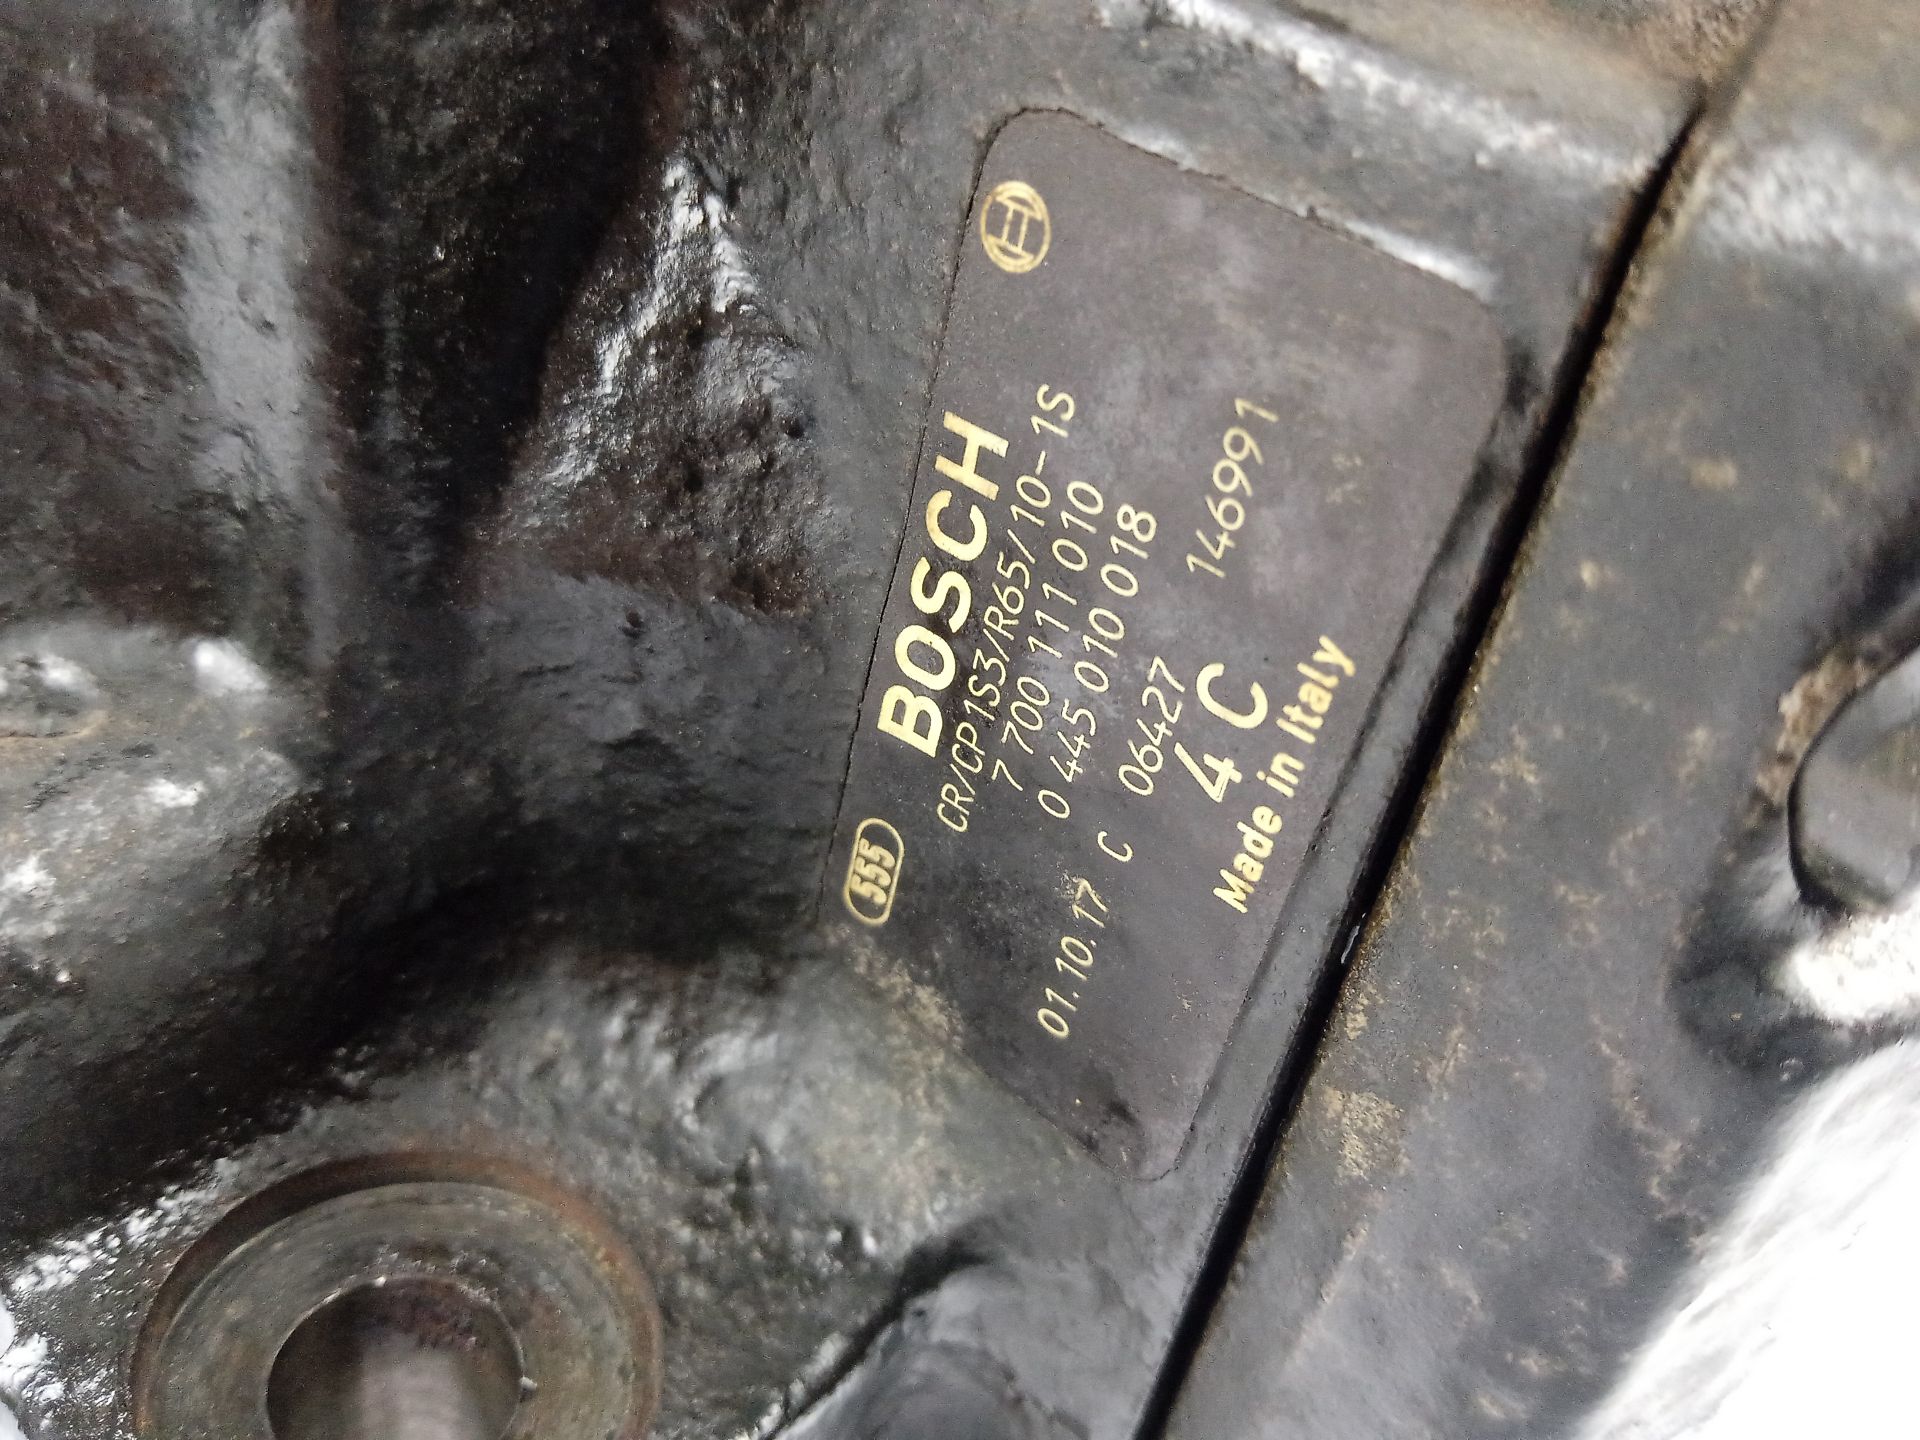 555
BOSCH
CR/CP1S3/R65/10-1S
7 700 111 010
0 445 010 018
01.10.17 C 06427 146991
4 C
Made in Italy